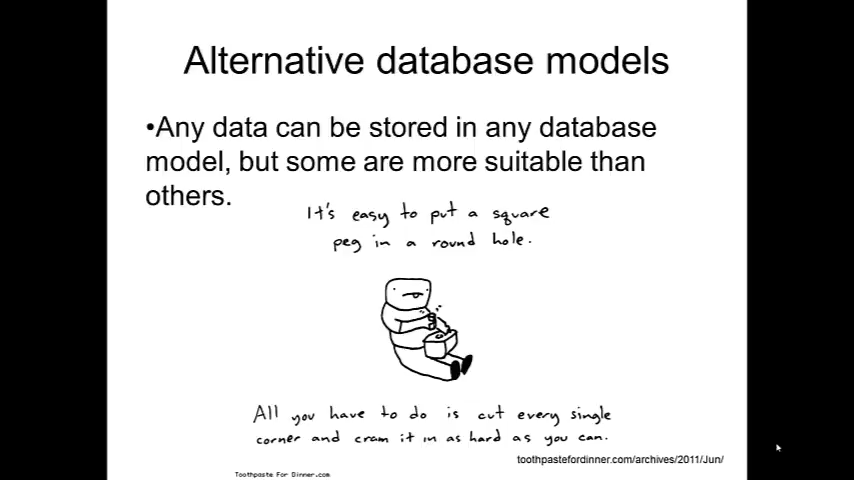 Alternative database models
•Any data can be stored in any database
model, but some are more suitable than
others.
It's easy to put a square
peg in a round hole.
All you have to do is cut every single
corner and cram it in as hard as you can.
toothpastefordinner.com/archives/2011/Jun/
Toothpaste For Dinner.com